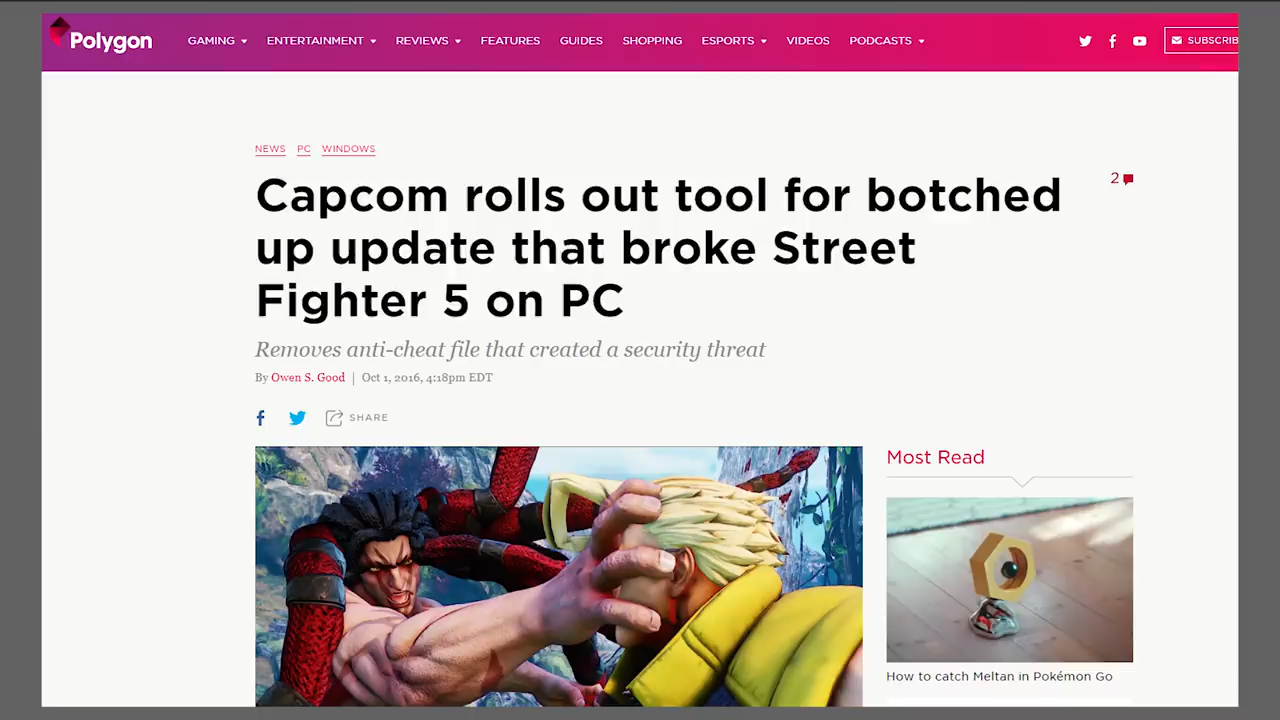 Polygon
GAMING ENTERTAINMENT REVIEWS FEATURES GUIDES SHOPPING ESPORTS VIDEOS PODCASTS
NEWS PC WINDOWS
Capcom rolls out tool for botched
up update that broke Street
Fighter 5 on PC
2
Removes anti-cheat file that created a security threat
By Owen S. Good | Oct 1, 2016, 4:18pm EDT
SHARE
Most Read
How to catch Meltan in Pokémon Go